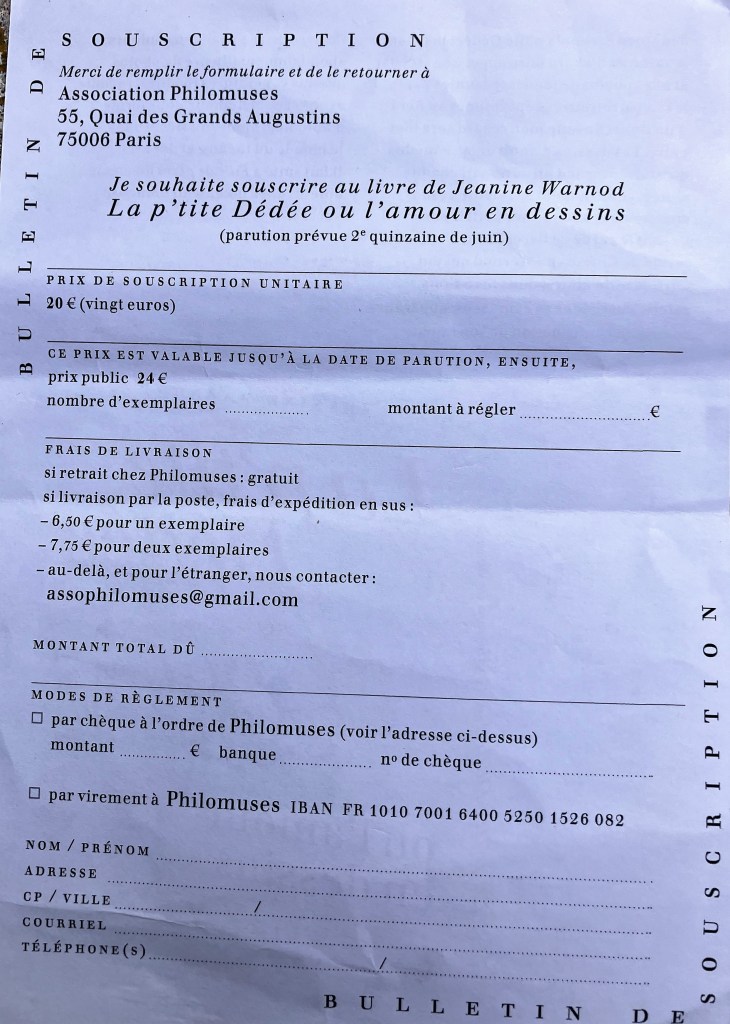 BULLETIN DE
SOUSCRIPTION
Merci de remplir le formulaire et de le retourner à
Association Philomuses
55, Quai des Grands Augustins
75006 Paris
Je souhaite souscrire au livre de Jeanine Warnod
La p'tite Dédée ou l'amour en dessins
(parution prévue 2e quinzaine de juin)
PRIX DE SOUSCRIPTION UNITAIRE
20 € (vingt euros)
CE PRIX EST VALABLE JUSQU'À LA DATE DE PARUTION, ENSUITE,
prix public 24 €
nombre d'exemplaires .................... montant à régler ..............................€
FRAIS DE LIVRAISON
si retrait chez Philomuses : gratuit
si livraison par la poste, frais d'expédition en sus :
– 6,50 € pour un exemplaire
– 7,75 € pour deux exemplaires
– au-delà, et pour l'étranger, nous contacter :
assophilomuses@gmail.com
MONTANT TOTAL DÛ ..........................
MODES DE RÈGLEMENT
□ par chèque à l'ordre de Philomuses (voir l'adresse ci-dessus)
montant ................ € banque ..................... no de chèque .......................................
□ par virement à Philomuses IBAN FR 1010 7001 6400 5250 1526 082
NOM / PRÉNOM ..............................
ADRESSE ..............................
CP / VILLE .............................. / ..............................
COURRIEL ..............................
TÉLÉPHONE(S) .............................. / ..............................
BULLETIN DE
SOUSCRIPTION